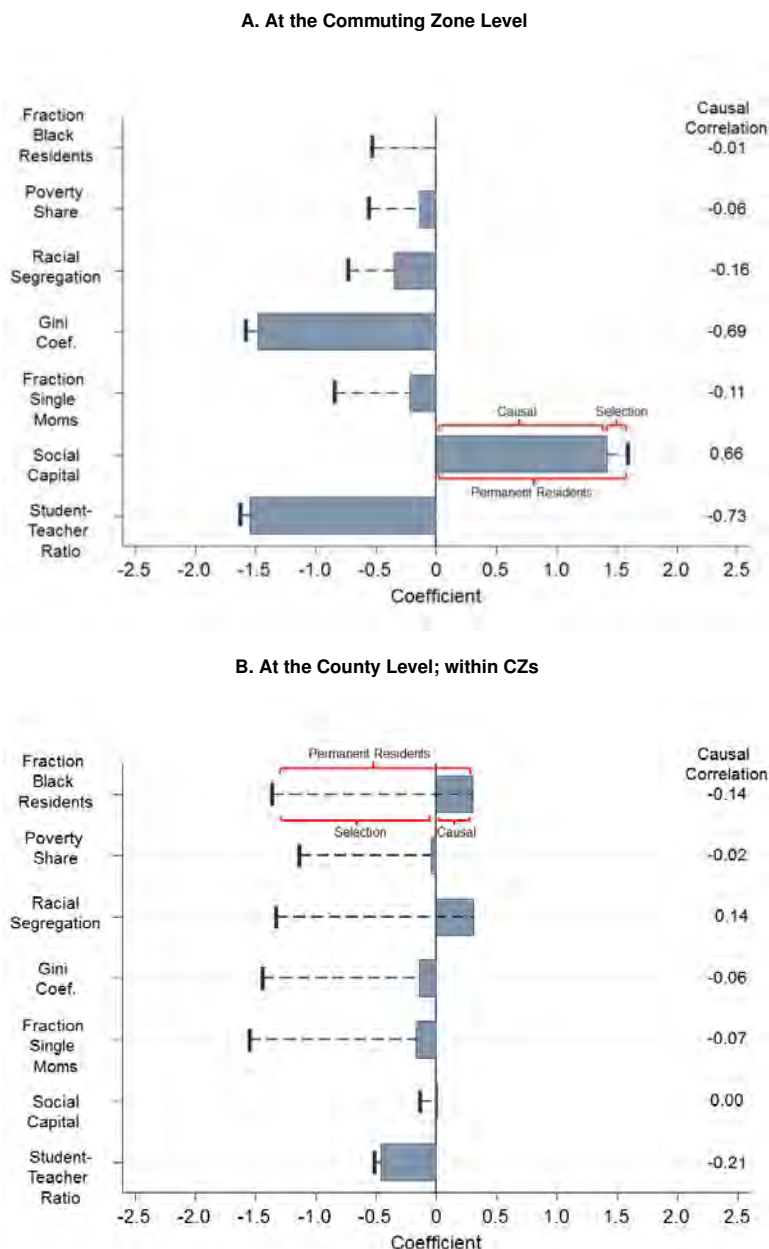 A. At the Commuting Zone Level
Causal
Correlation
Fraction
Black
Residents
-0.01
Poverty
Share
-0.06
Racial
Segregation
-0.16
Gini
Coef.
-0.69
Fraction
Single
Moms
-0.11
Causal
Selection
Social
Capital
0.66
Permanent Residents
Student-
Teacher
Ratio
-0.73
-2.5 -2.0 -1.5 -1.0 -0.5 0 0.5 1.0 1.5 2.0 2.5
Coefficient
B. At the County Level; within CZs
Permanent Residents
Causal
Correlation
Fraction
Black
Residents
-0.14
Selection
Causal
Poverty
Share
-0.02
Racial
Segregation
0.14
Gini
Coef.
-0.06
Fraction
Single
Moms
-0.07
Social
Capital
-0.00
Student-
Teacher
Ratio
-0.21
-2.5 -2.0 -1.5 -1.0 -0.5 0 0.5 1.0 1.5 2.0 2.5
Coefficient